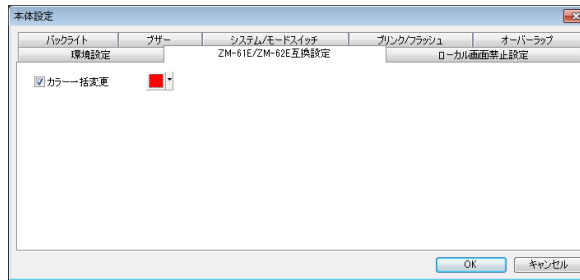 本体設定
バックライト ブザー システム/モードスイッチ ブリンク/フラッシュ オーバーラップ
環境設定 ZM-61E/ZM-62E互換設定 ローカル画面禁止設定
カラー一括変更
OK キャンセル